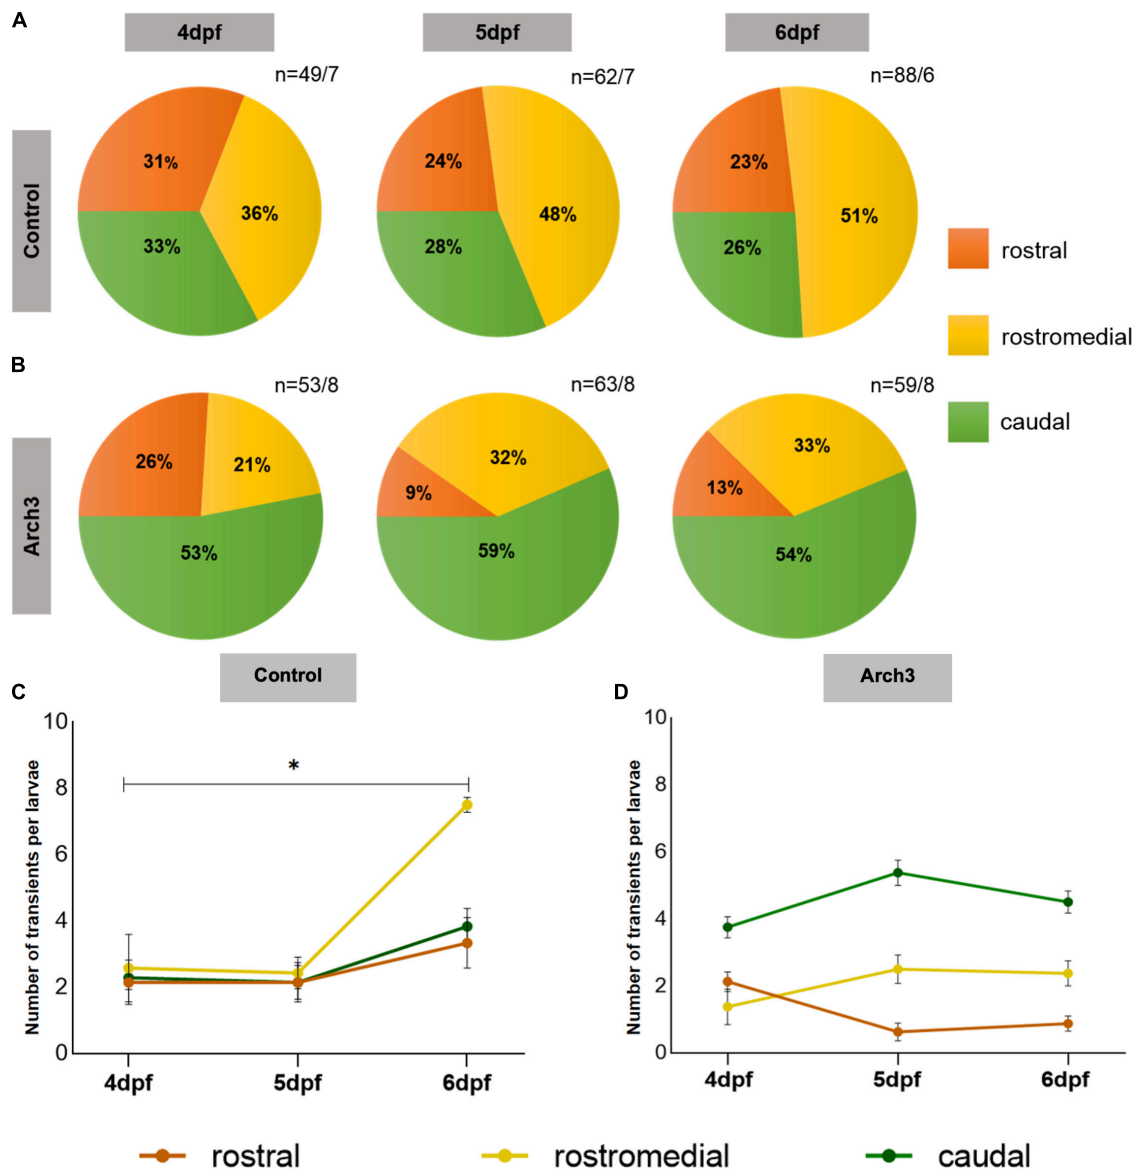 A
4dpf
5dpf
6dpf
n=49/7
n=62/7
n=88/6
Control
31%
36%
33%
24%
48%
28%
23%
51%
26%
rostral
rostromedial
caudal
B
n=53/8
n=63/8
n=59/8
Arch3
26%
21%
53%
9%
32%
59%
13%
33%
54%
C
Control
Number of transients per larvae
10
8
6
4
2
0
*
4dpf
5dpf
6dpf
D
Arch3
Number of transients per larvae
10
8
6
4
2
0
4dpf
5dpf
6dpf
rostral
rostromedial
caudal